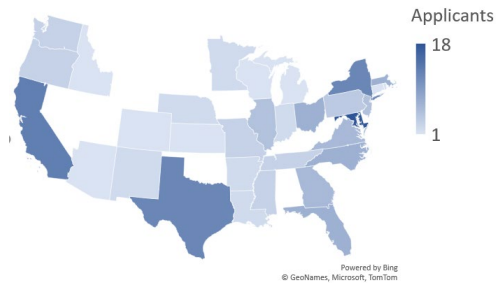 Applicants
18
1
Powered by Bing
© GeoNames, Microsoft, TomTom